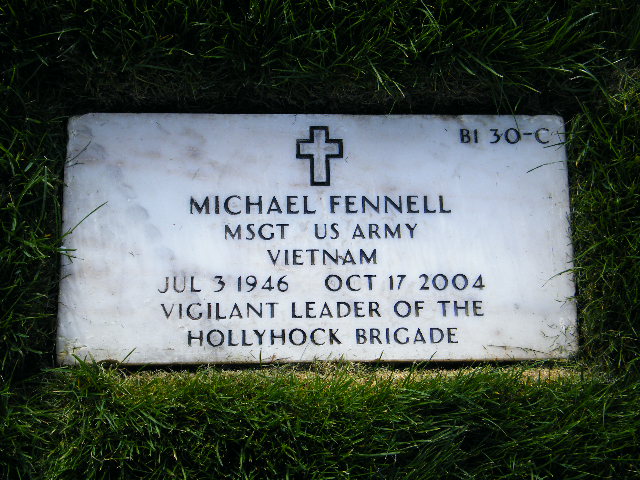 B1 30-C
MICHAEL FENNELL
MSGT US ARMY
VIETNAM
JUL 3 1946 OCT 17 2004
VIGILANT LEADER OF THE
HOLLYHOCK BRIGADE